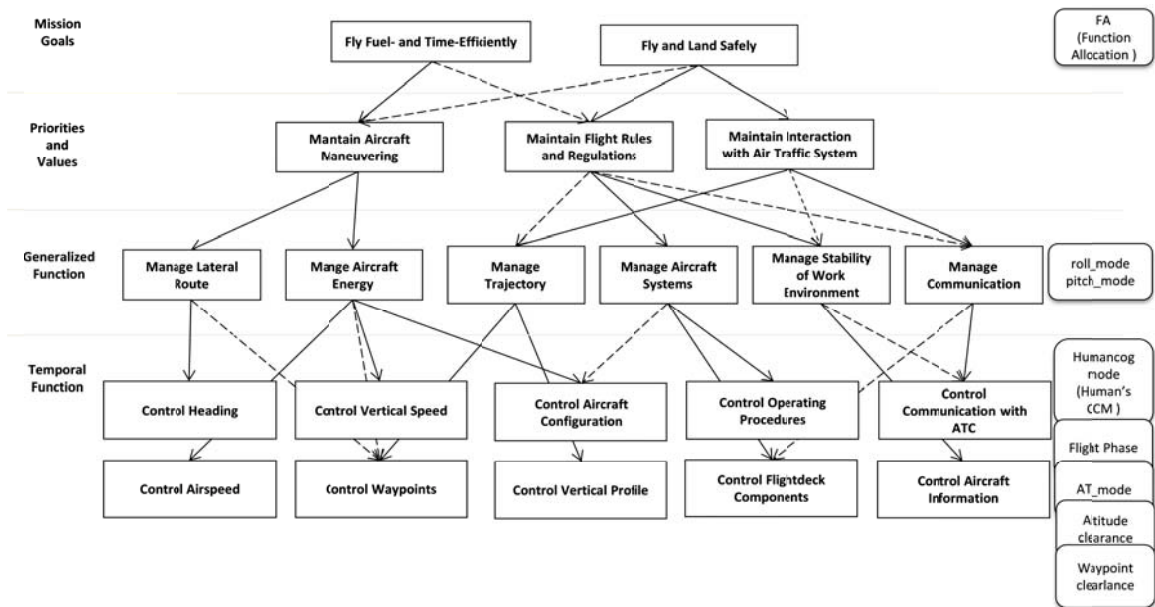 Mission
Goals
Fly Fuel- and Time-Efficiently
Fly and Land Safely
FA
(Function
Allocation )
Priorities
and
Values
Mantain Aircraft
Maneuvering
Maintain Flight Rules
and Regulations
Maintain Interaction
with Air Traffic System
Generalized
Function
Manage Lateral
Route
Mange Aircraft
Energy
Manage
Trajectory
Manage Aircraft
Systems
Manage Stability
of Work
Environment
Manage
Communication
roll_mode
pitch_mode
Temporal
Function
Control Heading
Control Vertical Speed
Control Aircraft
Configuration
Control Operating
Procedures
Control
Communication with
ATC
Humancog
mode
(Human's
CCM )
Control Airspeed
Control Waypoints
Control Vertical Profile
Control Flightdeck
Components
Control Aircraft
Information
Flight Phase
AT_mode
Altitude
clearance
Waypoint
clearlance